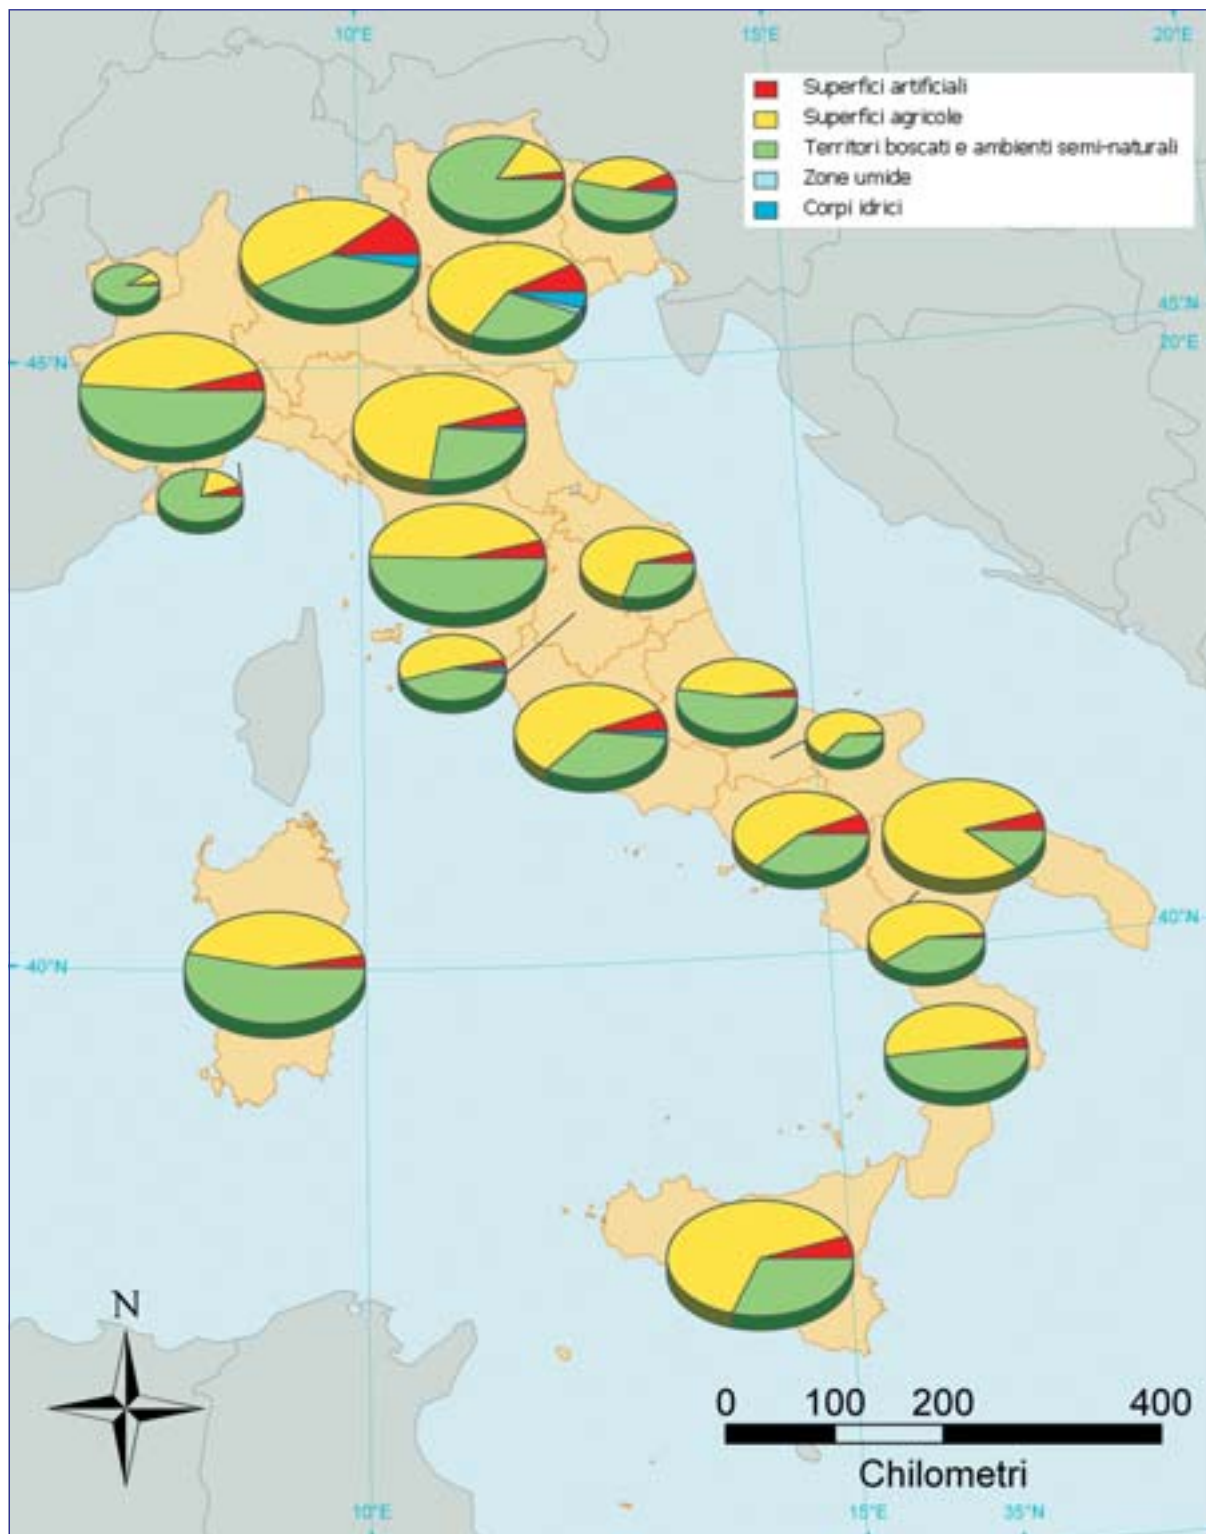 10°E
15°E
20°E
Superfici artificiali
Superfici agricole
Territori boscati e ambienti semi-naturali
Zone umide
Corpi idrici
45°N
20°E
45°N
40°N
40°N
N
0 100 200 400
Chilometri
10°E
15°E
35°N